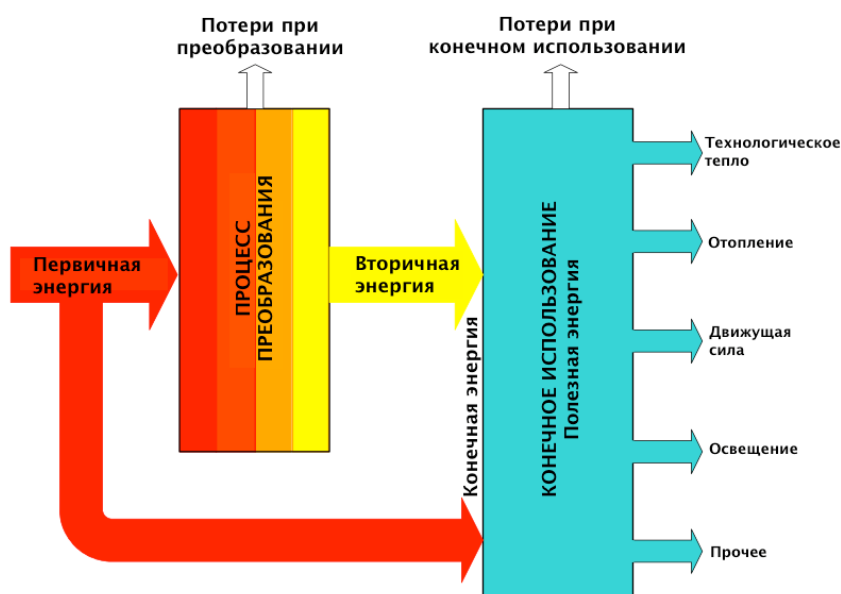 Потери при
преобразовании
Потери при
конечном использовании
Первичная
энергия
ПРОЦЕСС
ПРЕОБРАЗОВАНИЯ
Вторичная
энергия
Конечная энергия
КОНЕЧНОЕ ИСПОЛЬЗОВАНИЕ
Полезная энергия
Технологическое
тепло
Отопление
Движущая
сила
Освещение
Прочее